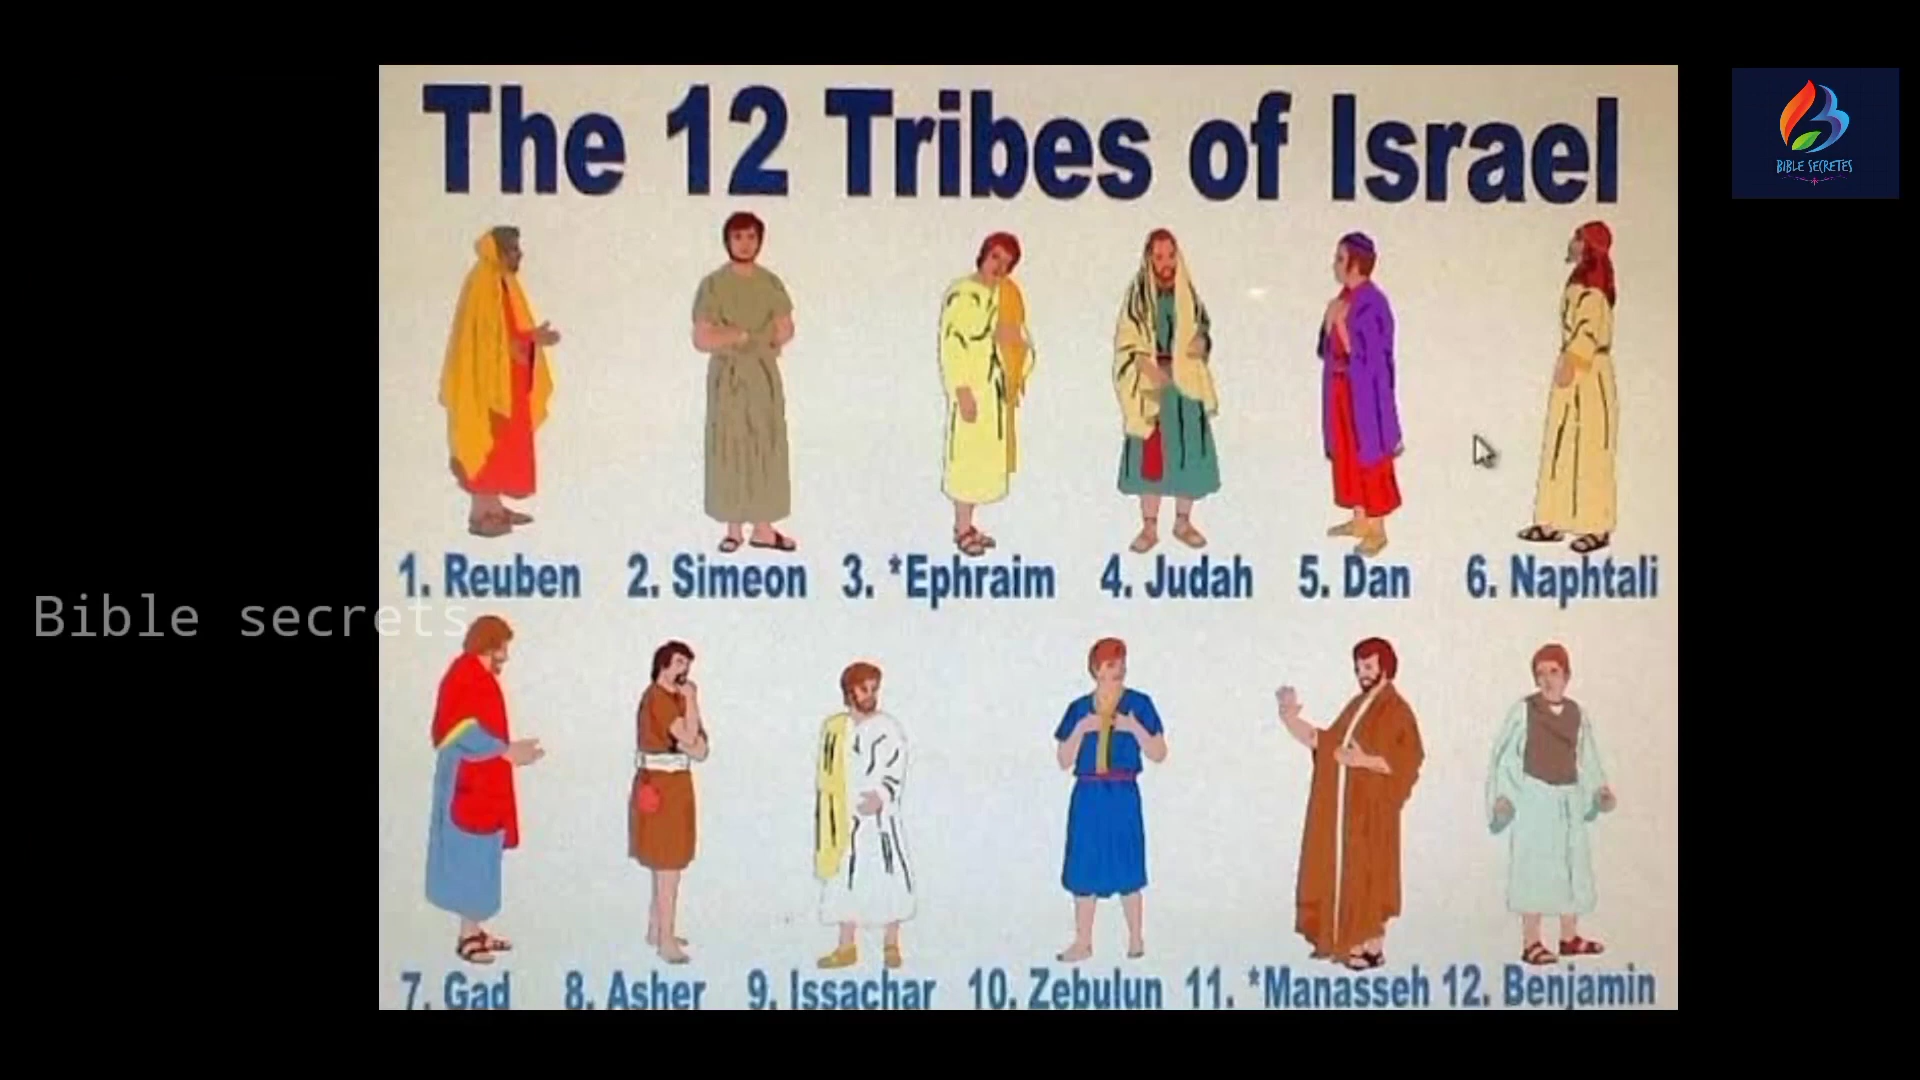 The 12 Tribes of Israel
BIBLE SECRETES
1. Reuben 2. Simeon 3. *Ephraim 4. Judah 5. Dan 6. Naphtali
Bible secrets
7. Gad 8. Asher 9. Issachar 10. Zebulun 11. *Manasseh 12. Benjamin